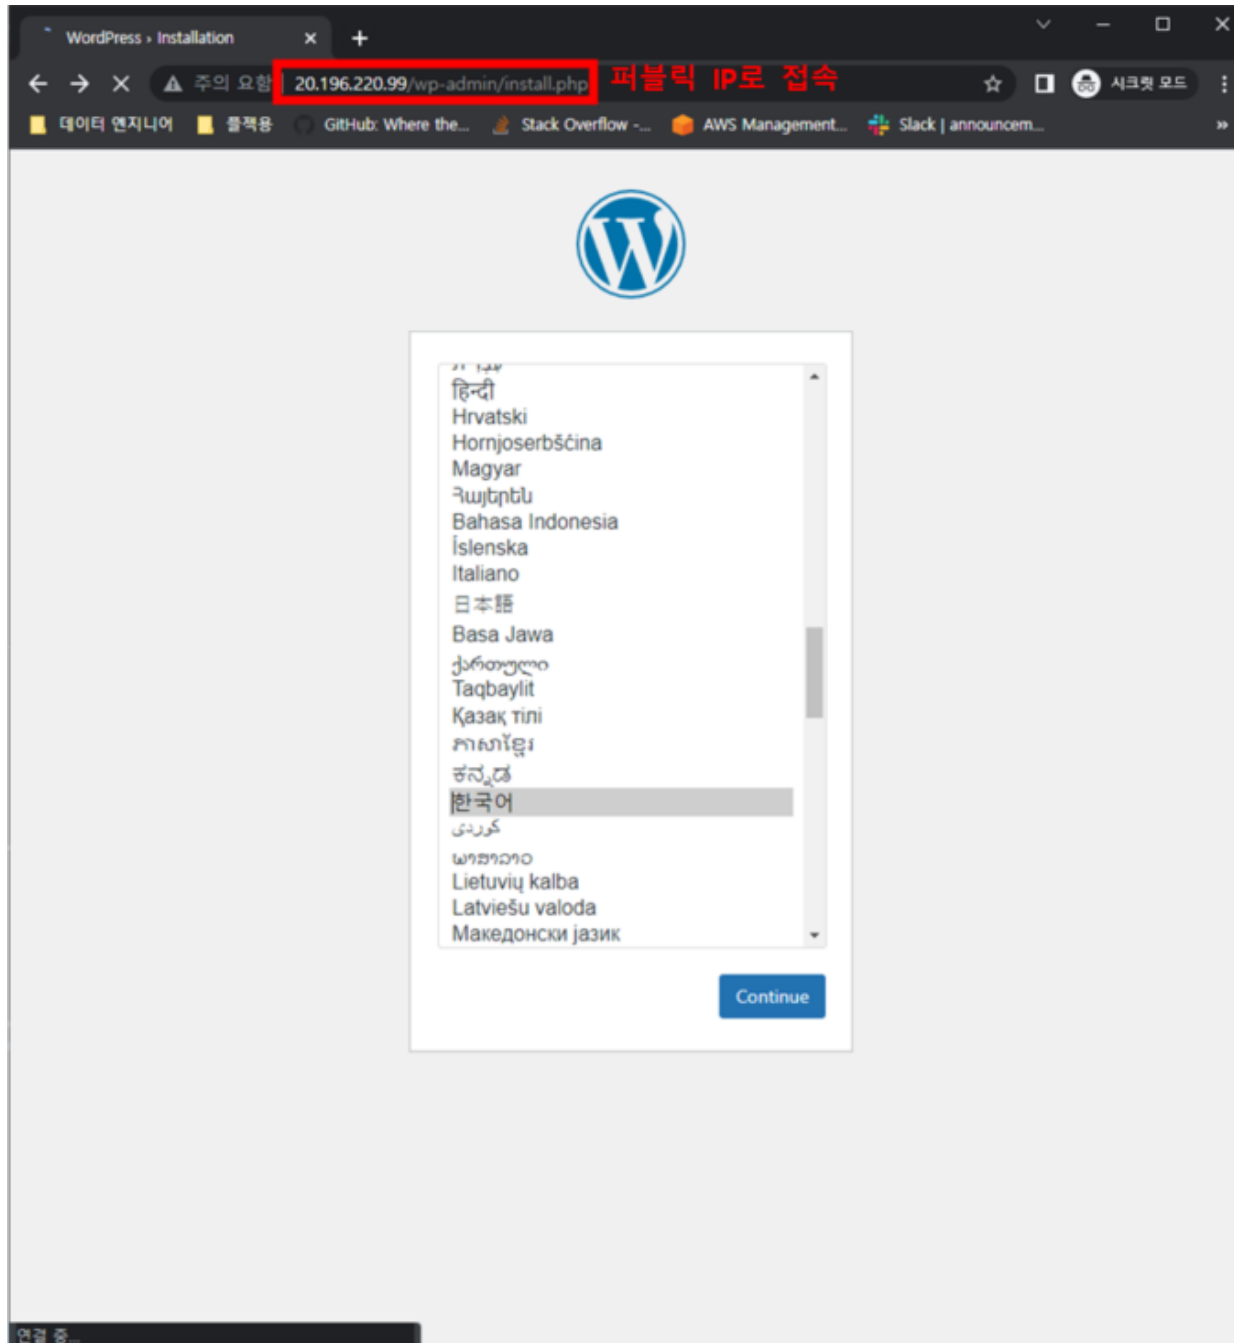 WordPress › Installation
주의 요함 20.196.220.99/wp-admin/install.php 퍼블릭 IP로 접속 시크릿 모드
데이터 엔지니어 플젝용 GitHub: Where the... Stack Overflow -... AWS Management... Slack | announcem...
हिन्दी
Hrvatski
Hornjoserbšćina
Magyar
Հայերեն
Bahasa Indonesia
Íslenska
Italiano
日本語
Basa Jawa
ქართული
Taqbaylit
Қазақ тілі
ភាសាខ្មែរ
ಕನ್ನಡ
한국어
كوردی
ພາສາລາວ
Lietuvių kalba
Latviešu valoda
Македонски јазик
Continue
연결 중...